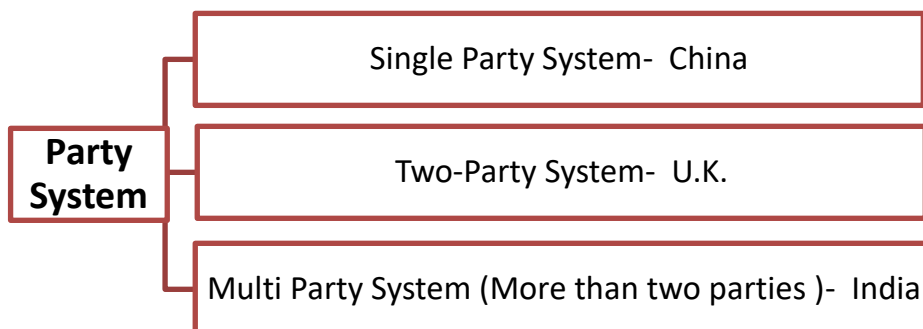 Single Party System-  China
Party
System
Two-Party System-  U.K.
Multi Party System (More than two parties )-  India